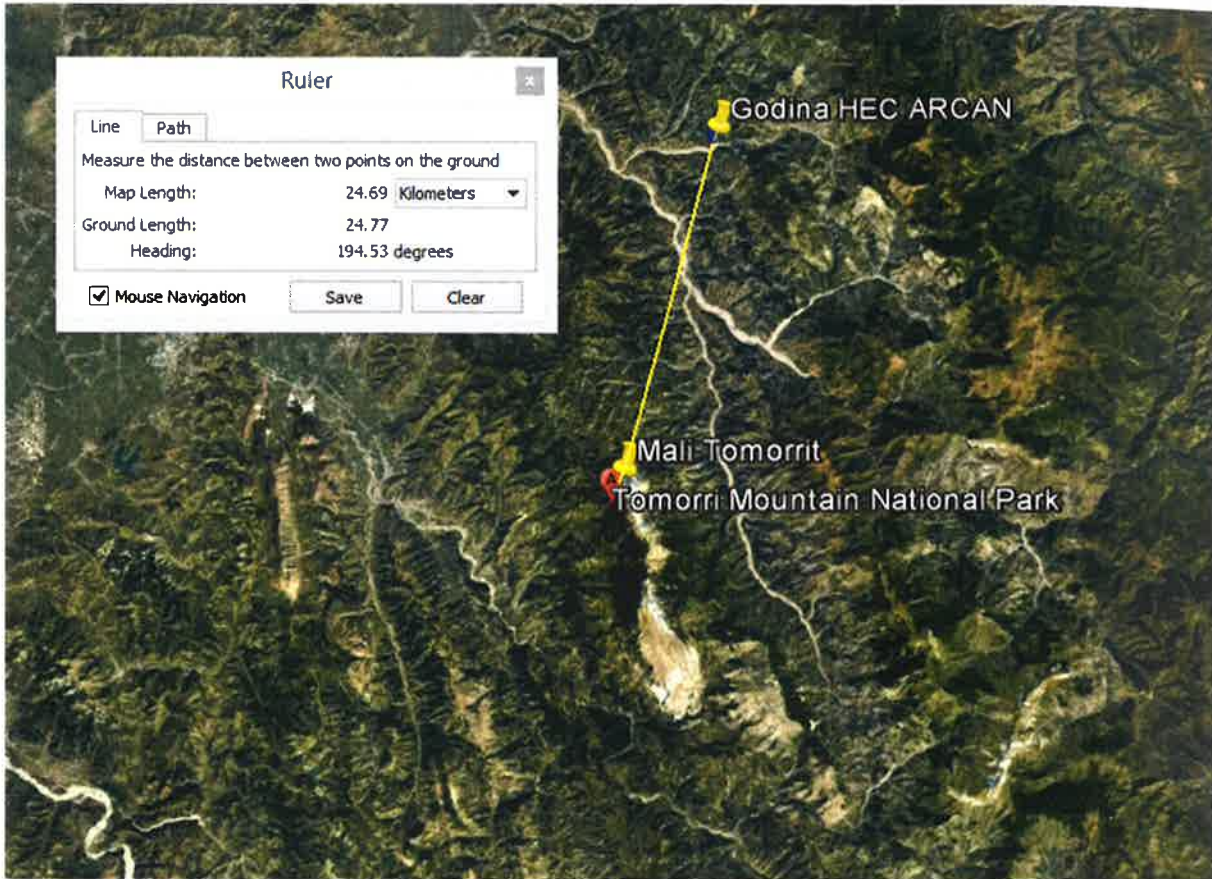 Ruler
Line Path
Measure the distance between two points on the ground
Map Length: 24.69 Kilometers
Ground Length: 24.77
Heading: 194.53 degrees
Mouse Navigation Save Clear
Godina HEC ARCAN
Mali Tomorrit
A
Tomorri Mountain National Park